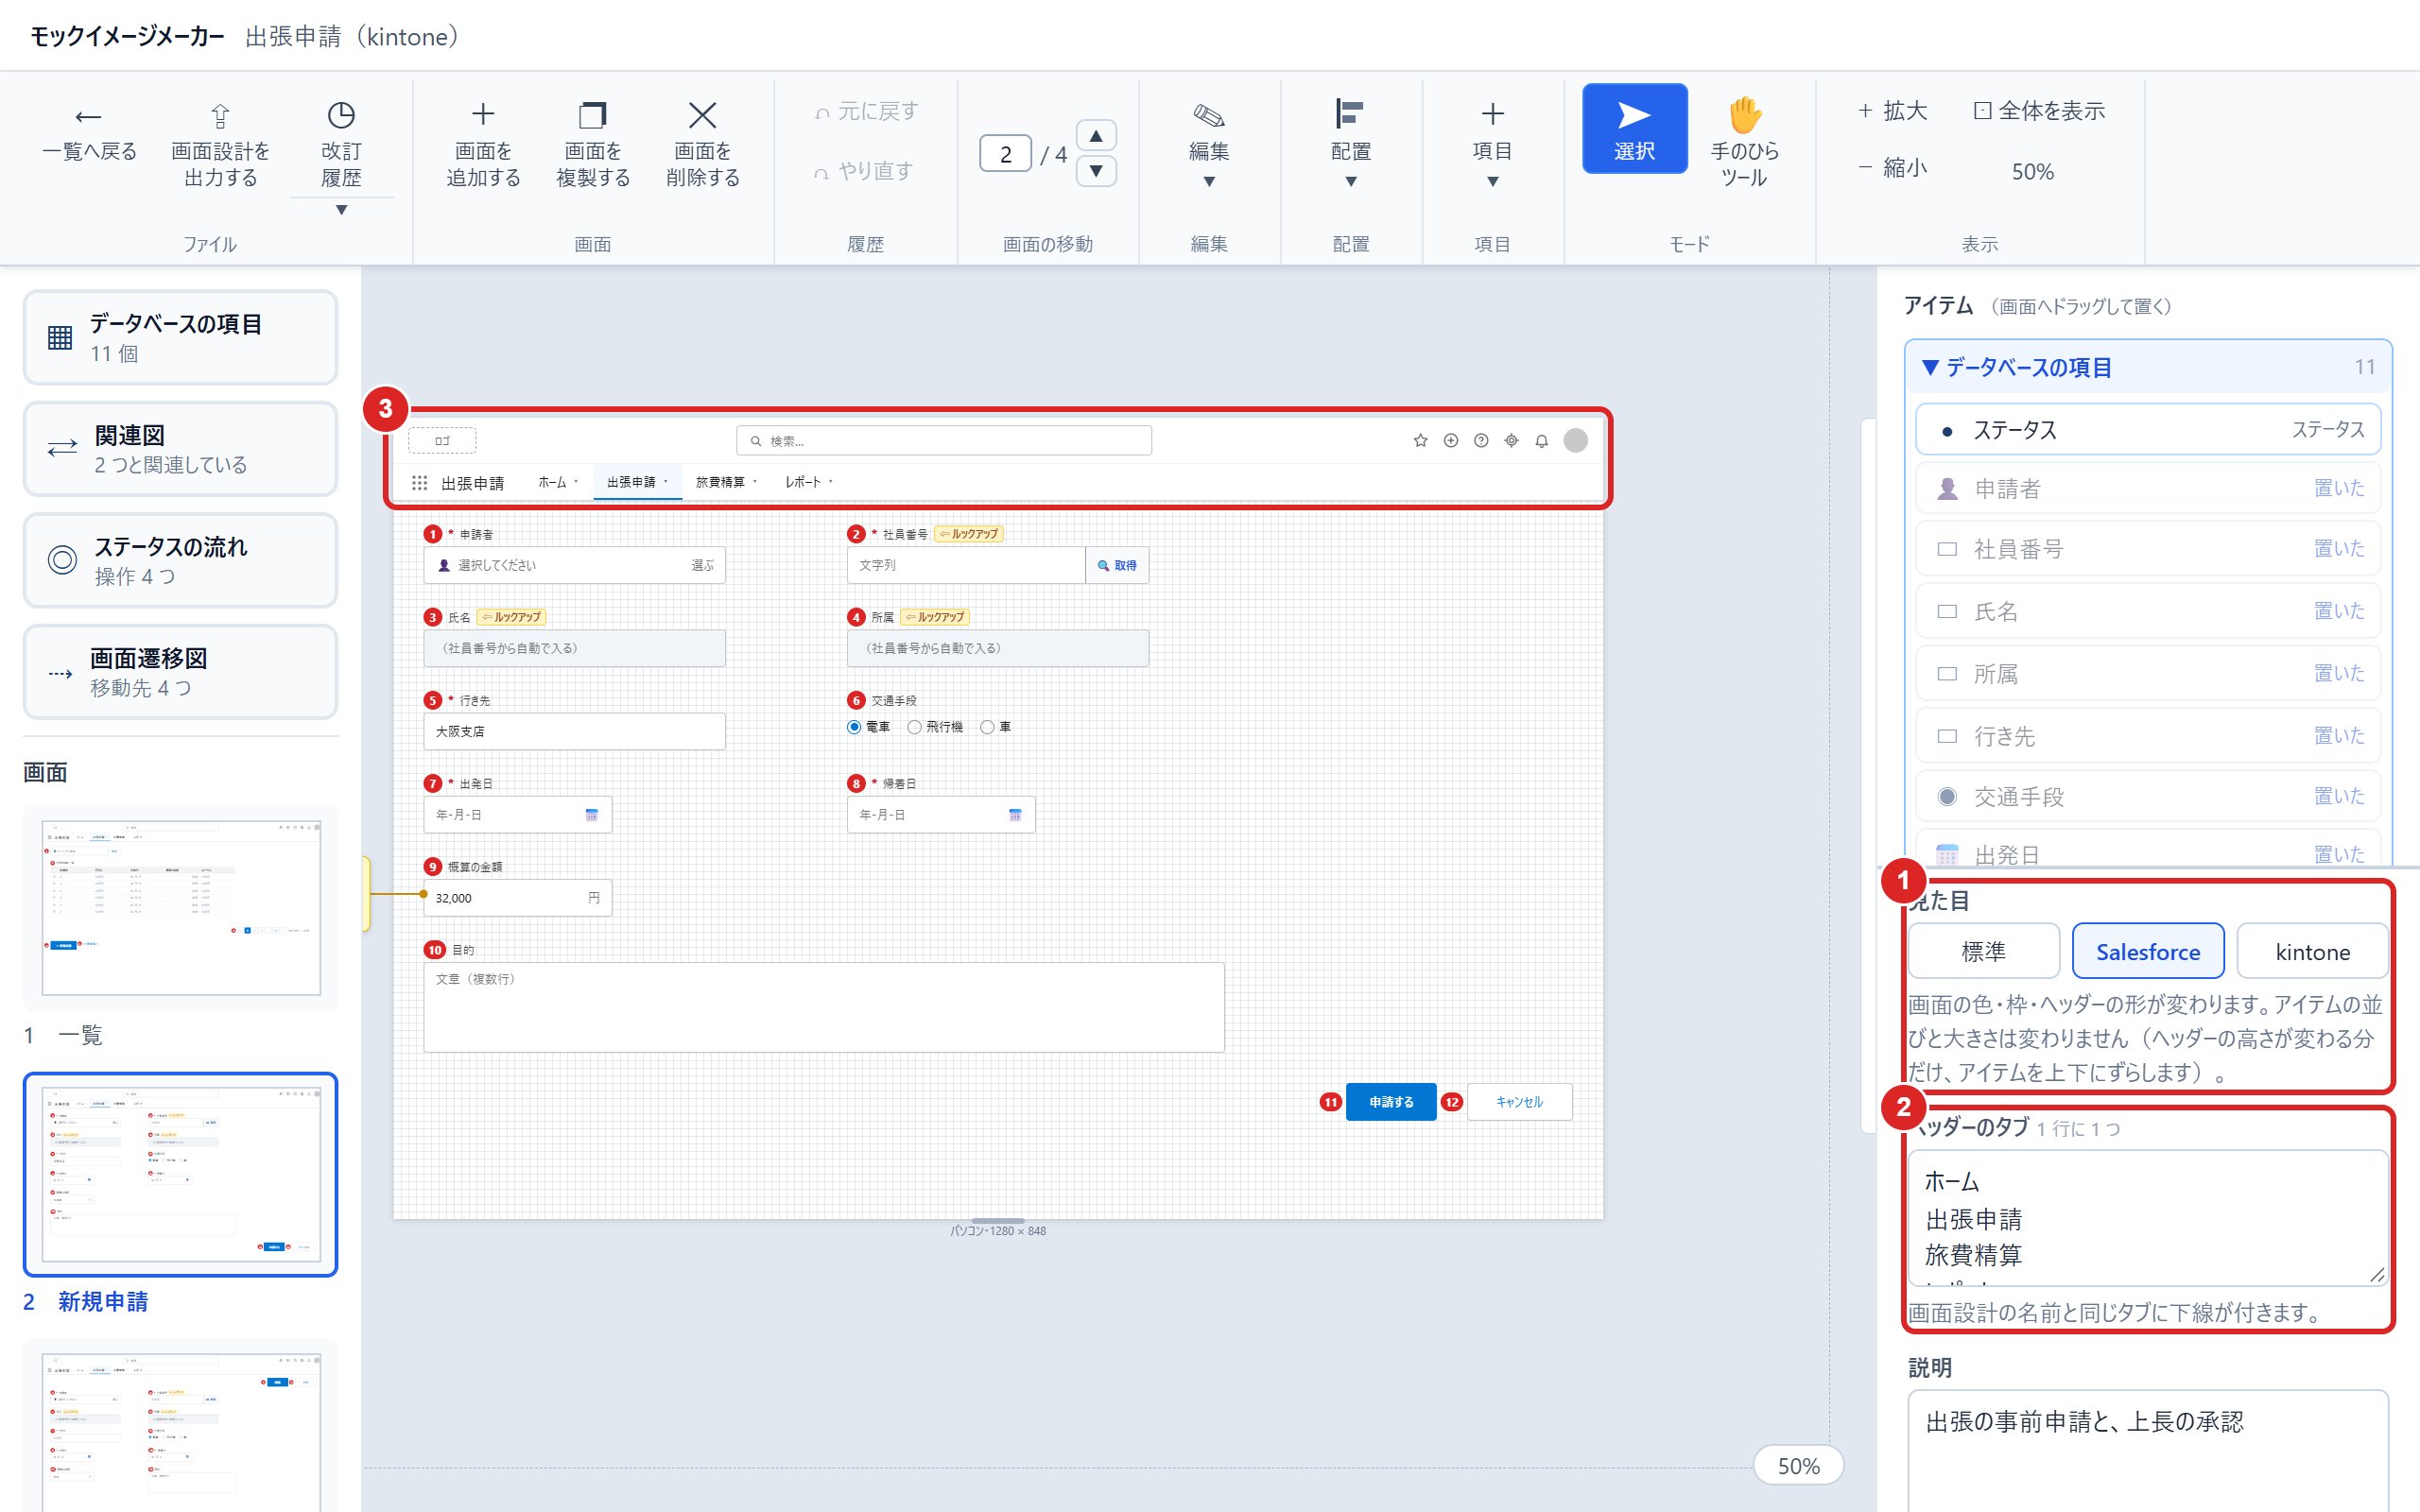 モックイメージメーカー 出張申請（kintone）
一覧へ戻る
画面設計を
出力する
改訂
履歴
▼
ファイル
画面を
追加する
画面を
複製する
画面を
削除する
画面
元に戻す
やり直す
履歴
2 / 4
▲
▼
画面の移動
編集
▼
編集
配置
▼
配置
項目
▼
項目
選択
手のひら
ツール
モード
+ 拡大
全体を表示
− 縮小
50%
表示
データベースの項目
11 個
関連図
2 つと関連している
ステータスの流れ
操作 4 つ
画面遷移図
移動先 4 つ
画面
1 一覧
2 新規申請
3
ロゴ
検索...
出張申請
ホーム
出張申請
旅費精算
レポート
1 * 申請者
選択してください 選ぶ
2 * 社員番号 ⇐ ルックアップ
文字列 取得
3 氏名 ⇐ ルックアップ
（社員番号から自動で入る）
4 所属 ⇐ ルックアップ
（社員番号から自動で入る）
5 * 行き先
大阪支店
6 交通手段
電車 飛行機 車
7 * 出発日
年-月-日
8 * 帰着日
年-月-日
9 概算の金額
32,000 円
10 目的
文章（複数行）
11 申請する
12 キャンセル
パソコン・1280 × 848
50%
アイテム （画面へドラッグして置く）
▼ データベースの項目 11
ステータス ステータス
申請者 置いた
社員番号 置いた
氏名 置いた
所属 置いた
行き先 置いた
交通手段 置いた
出発日 置いた
1
見た目
標準
Salesforce
kintone
画面の色・枠・ヘッダーの形が変わります。アイテムの並
びと大きさは変わりません（ヘッダーの高さが変わる分
だけ、アイテムを上下にずらします）。
2
ヘッダーのタブ 1 行に 1 つ
ホーム
出張申請
旅費精算
画面設計の名前と同じタブに下線が付きます。
説明
出張の事前申請と、上長の承認